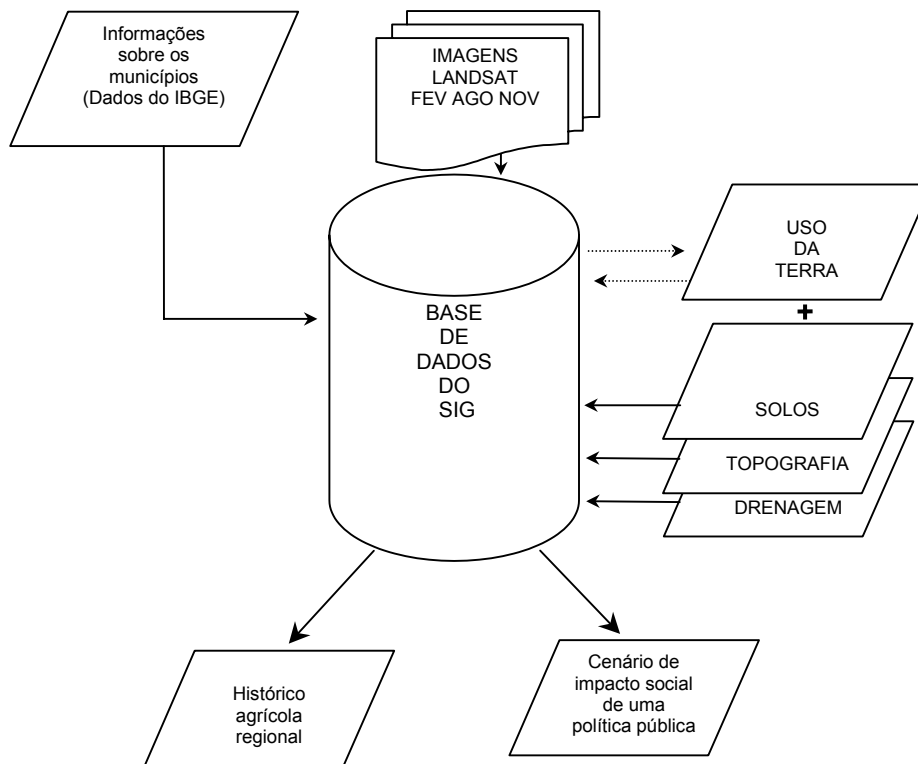 Informações
sobre os
municípios
(Dados do IBGE)
IMAGENS
LANDSAT
FEV AGO NOV
USO
DA
TERRA
+
BASE
DE
DADOS
DO
SIG
SOLOS
TOPOGRAFIA
DRENAGEM
Histórico
agrícola
regional
Cenário de
impacto social
de uma
política pública